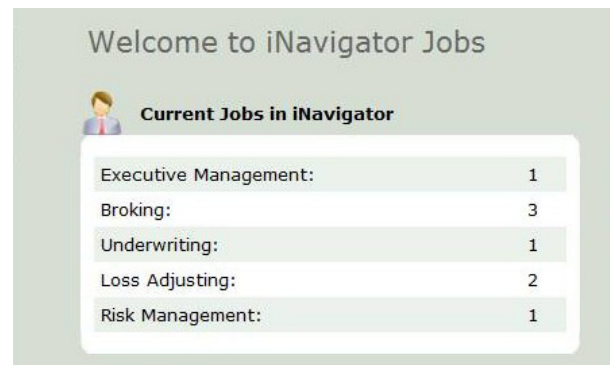 Welcome to iNavigator Jobs
Current Jobs in iNavigator
Executive Management: 1
Broking: 3
Underwriting: 1
Loss Adjusting: 2
Risk Management: 1